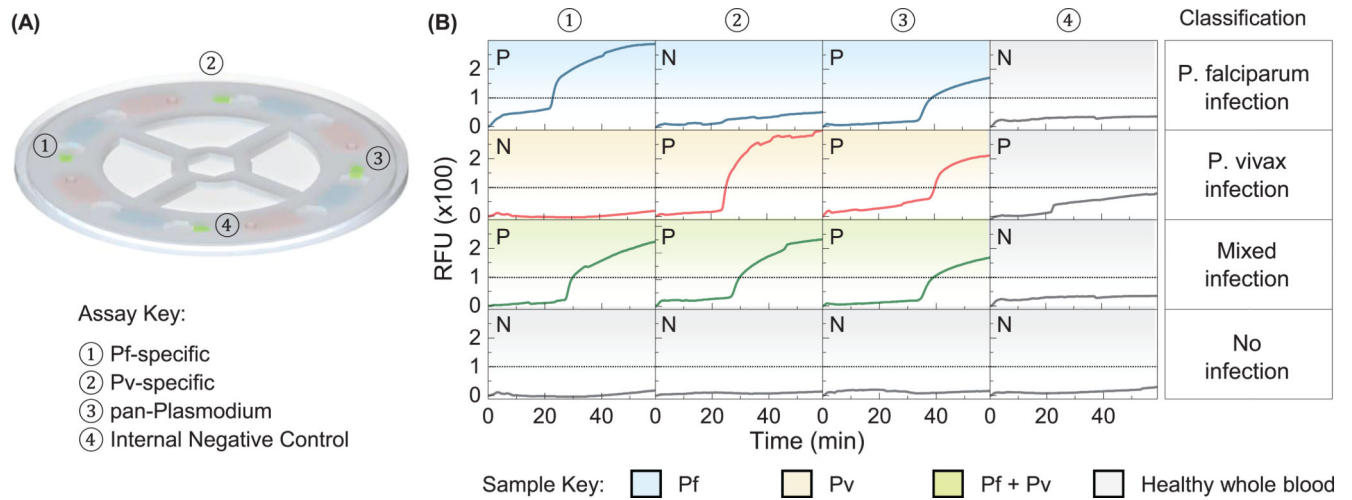 (A)
②
①
③
④
Assay Key:
① Pf-specific
② Pv-specific
③ pan-Plasmodium
④ Internal Negative Control
(B)
① ② ③ ④ Classification
RFU (x100)
2 1 0
P N P N
P. falciparum
infection
2 1 0
N P P P
P. vivax
infection
2 1 0
P P P N
Mixed
infection
2 1 0
N N N N
No
infection
0 20 40 0 20 40 0 20 40 0 20 40
Time (min)
Sample Key: Pf Pv Pf + Pv Healthy whole blood